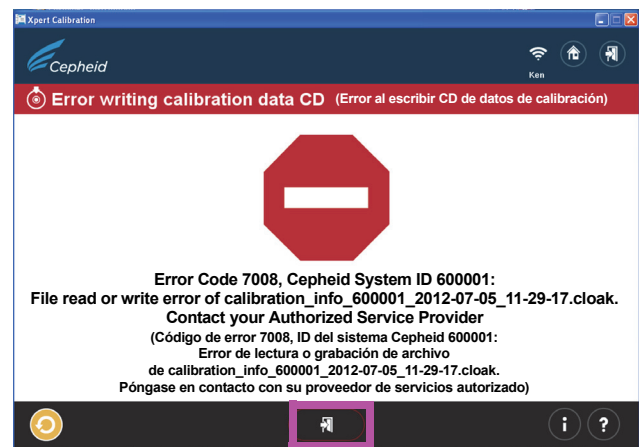 Xpert Calibration
Cepheid
Ken
Error writing calibration data CD (Error al escribir CD de datos de calibración)
Error Code 7008, Cepheid System ID 600001:
File read or write error of calibration_info_600001_2012-07-05_11-29-17.cloak.
Contact your Authorized Service Provider
(Código de error 7008, ID del sistema Cepheid 600001:
Error de lectura o grabación de archivo
de calibration_info_600001_2012-07-05_11-29-17.cloak.
Póngase en contacto con su proveedor de servicios autorizado)
i ?